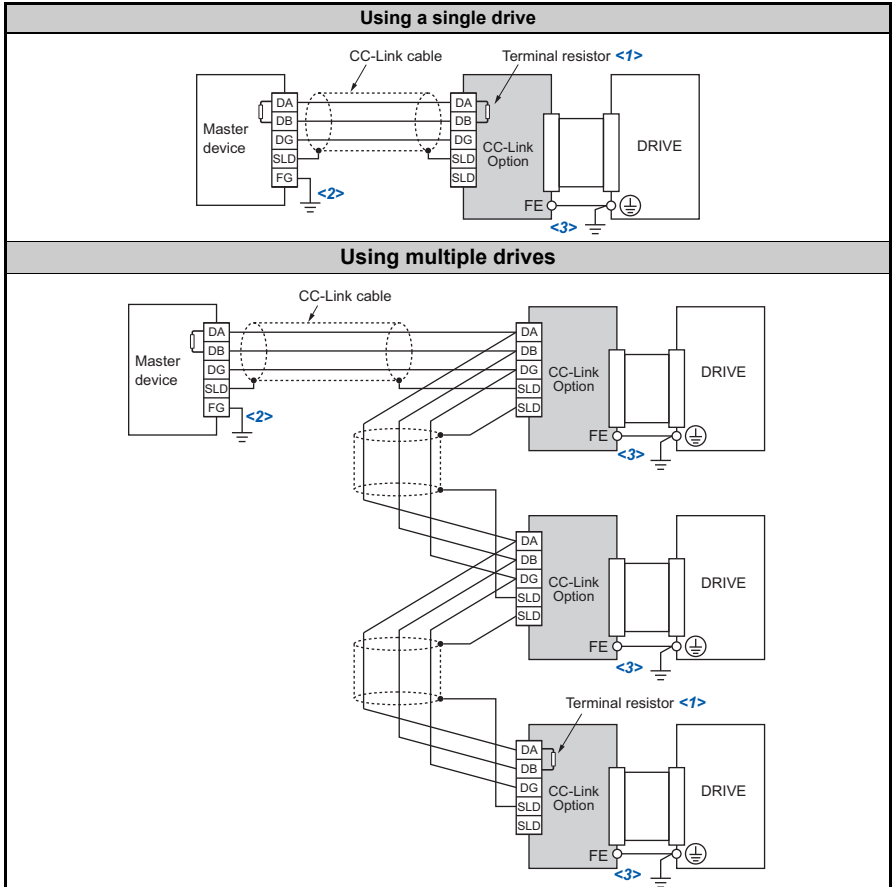 Using a single drive
CC-Link cable
Terminal resistor <1>
Master
device
DA
DB
DG
SLD
FG
<2>
DA
DB
DG
SLD
SLD
CC-Link
Option
FE
<3>
DRIVE
Using multiple drives
CC-Link cable
Master
device
DA
DB
DG
SLD
FG
<2>
DA
DB
DG
SLD
SLD
CC-Link
Option
FE
<3>
DRIVE
DA
DB
DG
SLD
SLD
CC-Link
Option
FE
<3>
DRIVE
Terminal resistor <1>
DA
DB
DG
SLD
SLD
CC-Link
Option
FE
<3>
DRIVE